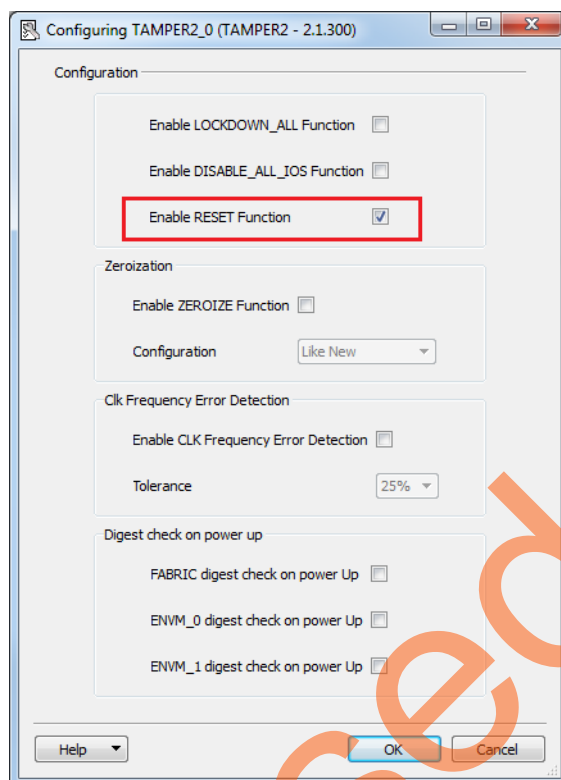 Configuring TAMPER2_0 (TAMPER2 - 2.1.300)
Configuration
Enable LOCKDOWN_ALL Function
Enable DISABLE_ALL_IOS Function
Enable RESET Function
Zeroization
Enable ZEROIZE Function
Configuration Like New
Clk Frequency Error Detection
Enable CLK Frequency Error Detection
Tolerance 25%
Digest check on power up
FABRIC digest check on power Up
ENVM_0 digest check on power Up
ENVM_1 digest check on power Up
Help OK Cancel